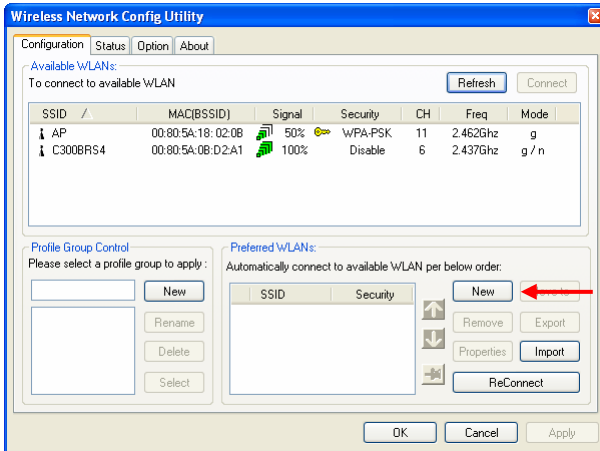 Wireless Network Config Utility
Configuration Status Option About
Available WLANs:
To connect to available WLAN Refresh Connect
SSID MAC(BSSID) Signal Security CH Freq Mode
AP 00:80:5A:18:02:0B 50% WPA-PSK 11 2.462Ghz g
C300BRS4 00:80:5A:0B:D2:A1 100% Disable 6 2.437Ghz g / n
Profile Group Control
Please select a profile group to apply :
New
Rename
Delete
Select
Preferred WLANs:
Automatically connect to available WLAN per below order:
SSID Security
New
Remove Export
Properties Import
ReConnect
OK Cancel Apply